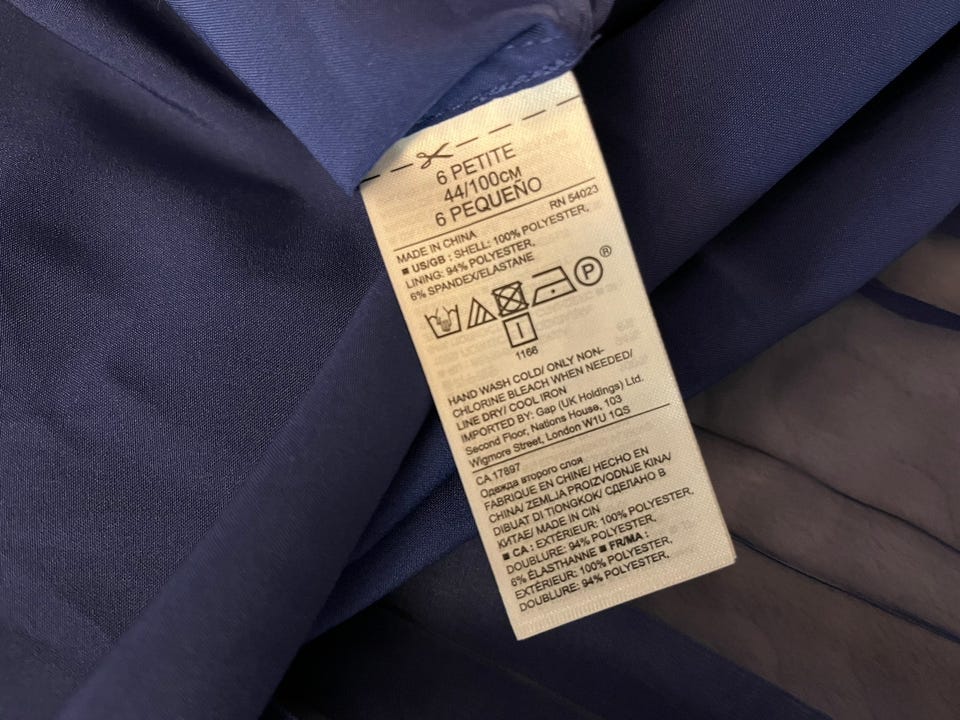 6 PETITE
44/100CM
6 PEQUEÑO
RN 54023
MADE IN CHINA
■ US/GB : SHELL: 100% POLYESTER,
LINING: 94% POLYESTER,
6% SPANDEX/ELASTANE
P ®
1166
HAND WASH COLD/ ONLY NON-
CHLORINE BLEACH WHEN NEEDED/
LINE DRY/ COOL IRON
IMPORTED BY: Gap (UK Holdings) Ltd.
Second Floor, Nations House, 103
Wigmore Street, London W1U 1QS
CA 17897
Одежда второго слоя
FABRIQUE EN CHINE/ HECHO EN
CHINA/ ZEMLJA PROIZVODNJE KINA/
DIBUAT DI TIONGKOK/ СДЕЛАНО В
КИТАЕ/ MADE IN CIN
■ CA : EXTÉRIEUR: 100% POLYESTER,
DOUBLURE: 94% POLYESTER,
6% ÉLASTHANNE ■ FR/MA :
EXTÉRIEUR: 100% POLYESTER,
DOUBLURE: 94% POLYESTER,